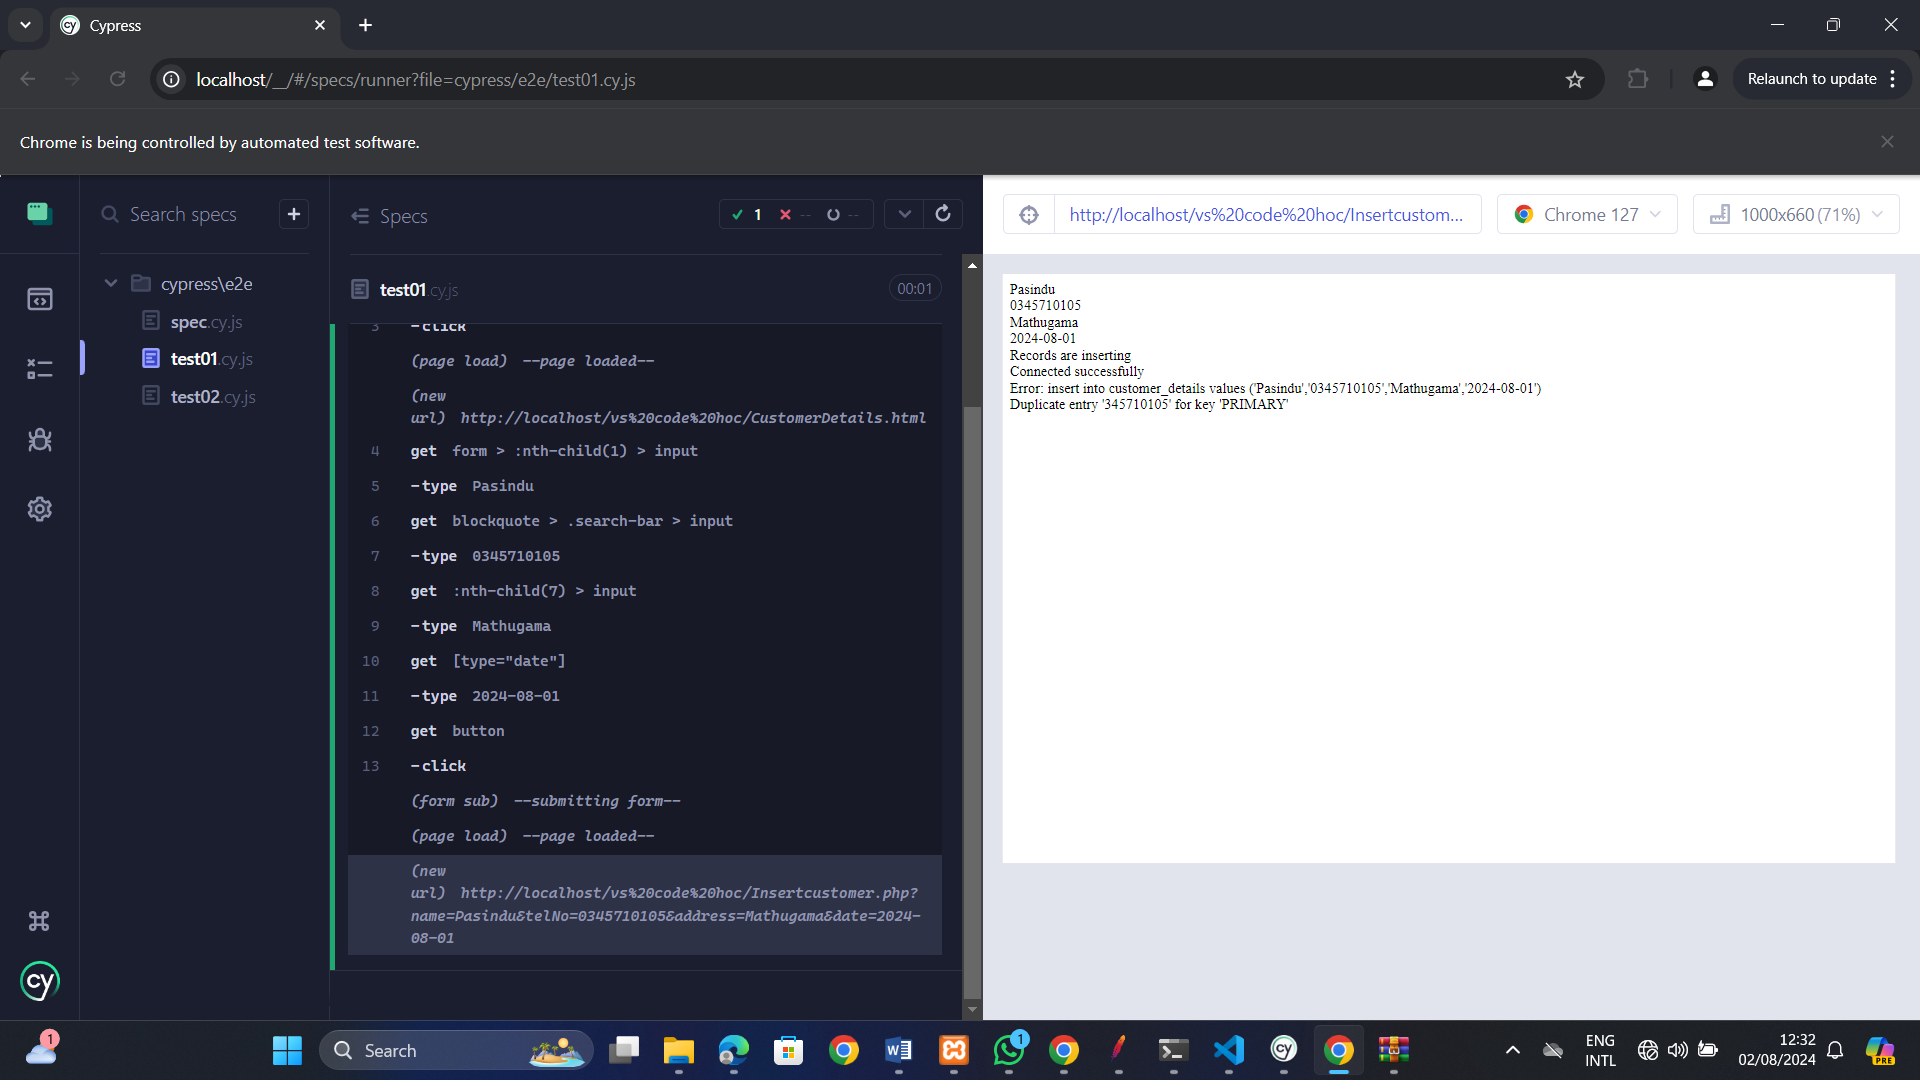 Cypress
localhost/__/#/specs/runner?file=cypress/e2e/test01.cy.js
Relaunch to update
Chrome is being controlled by automated test software.
Search specs
+
Specs
1
--
--
http://localhost/vs%20code%20hoc/Insertcustom...
Chrome 127
1000x660 (71%)
cypress\e2e
spec.cy.js
test01.cy.js
test02.cy.js
test01.cy.js
00:01
3 -click
(page load) --page loaded--
(new
url) http://localhost/vs%20code%20hoc/CustomerDetails.html
4 get form > :nth-child(1) > input
5 -type Pasindu
6 get blockquote > .search-bar > input
7 -type 0345710105
8 get :nth-child(7) > input
9 -type Mathugama
10 get [type="date"]
11 -type 2024-08-01
12 get button
13 -click
(form sub) --submitting form--
(page load) --page loaded--
(new
url) http://localhost/vs%20code%20hoc/Insertcustomer.php?
name=Pasindu&telNo=0345710105&address=Mathugama&date=2024-
08-01
Pasindu
0345710105
Mathugama
2024-08-01
Records are inserting
Connected successfully
Error: insert into customer_details values ('Pasindu','0345710105','Mathugama','2024-08-01')
Duplicate entry '345710105' for key 'PRIMARY'
cy
1
Search
1
cy
ENG
INTL
12:32
02/08/2024
PRE